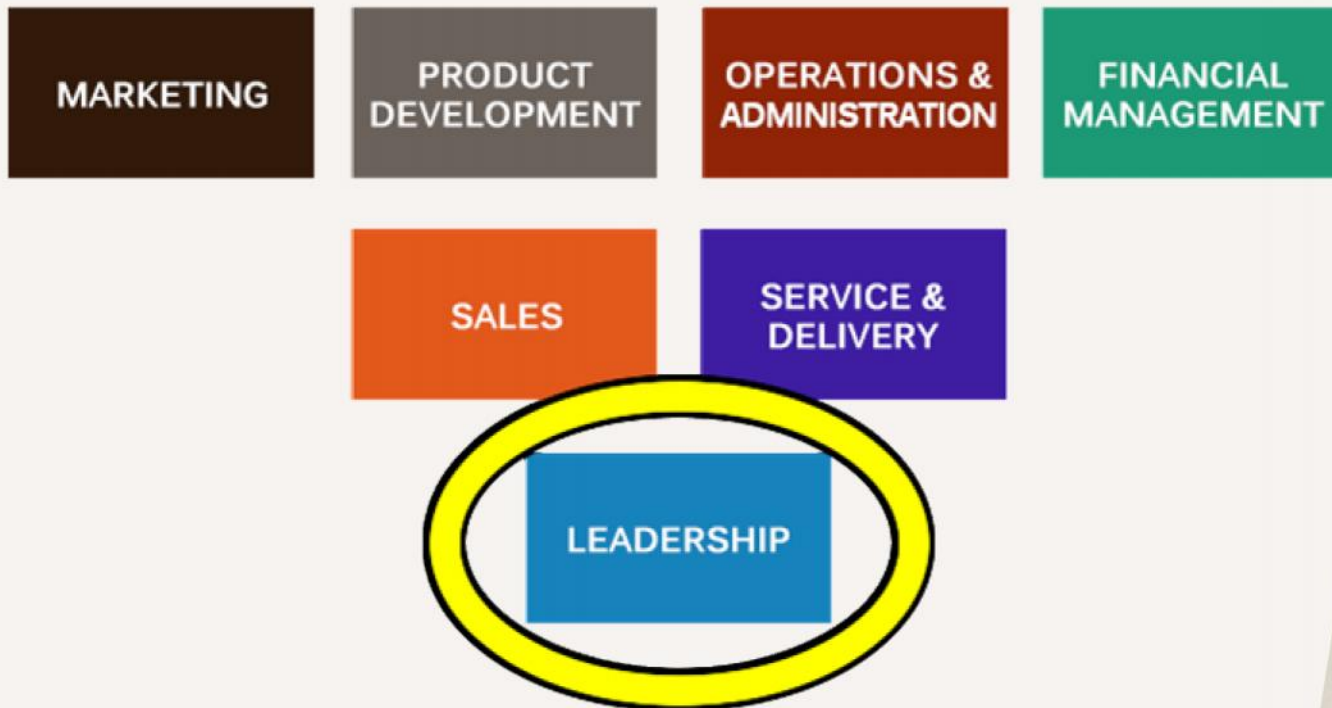 MARKETING
PRODUCT
DEVELOPMENT
OPERATIONS &
ADMINISTRATION
FINANCIAL
MANAGEMENT
SALES
SERVICE &
DELIVERY
LEADERSHIP